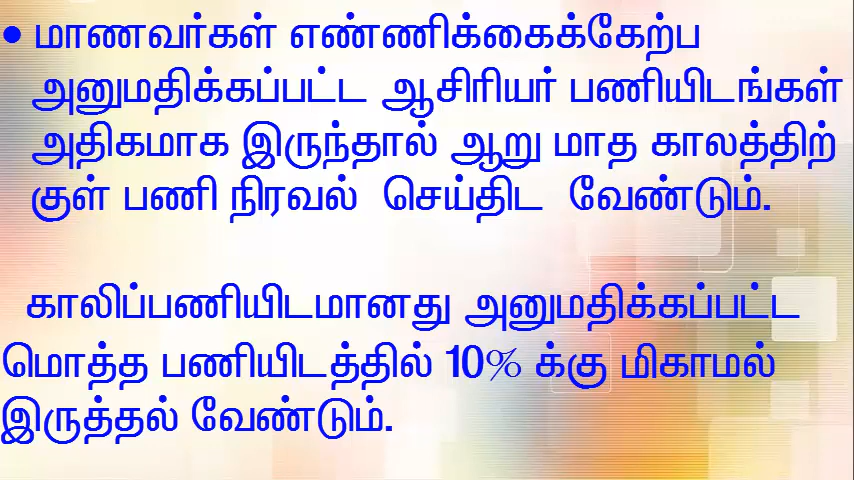 • மாணவர்கள் எண்ணிக்கைக்கேற்ப
அனுமதிக்கப்பட்ட ஆசிரியர் பணியிடங்கள்
அதிகமாக இருந்தால் ஆறு மாத காலத்திற்
குள் பணி நிரவல் செய்திட வேண்டும்.
காலிப்பணியிடமானது அனுமதிக்கப்பட்ட
மொத்த பணியிடத்தில் 10% க்கு மிகாமல்
இருத்தல் வேண்டும்.